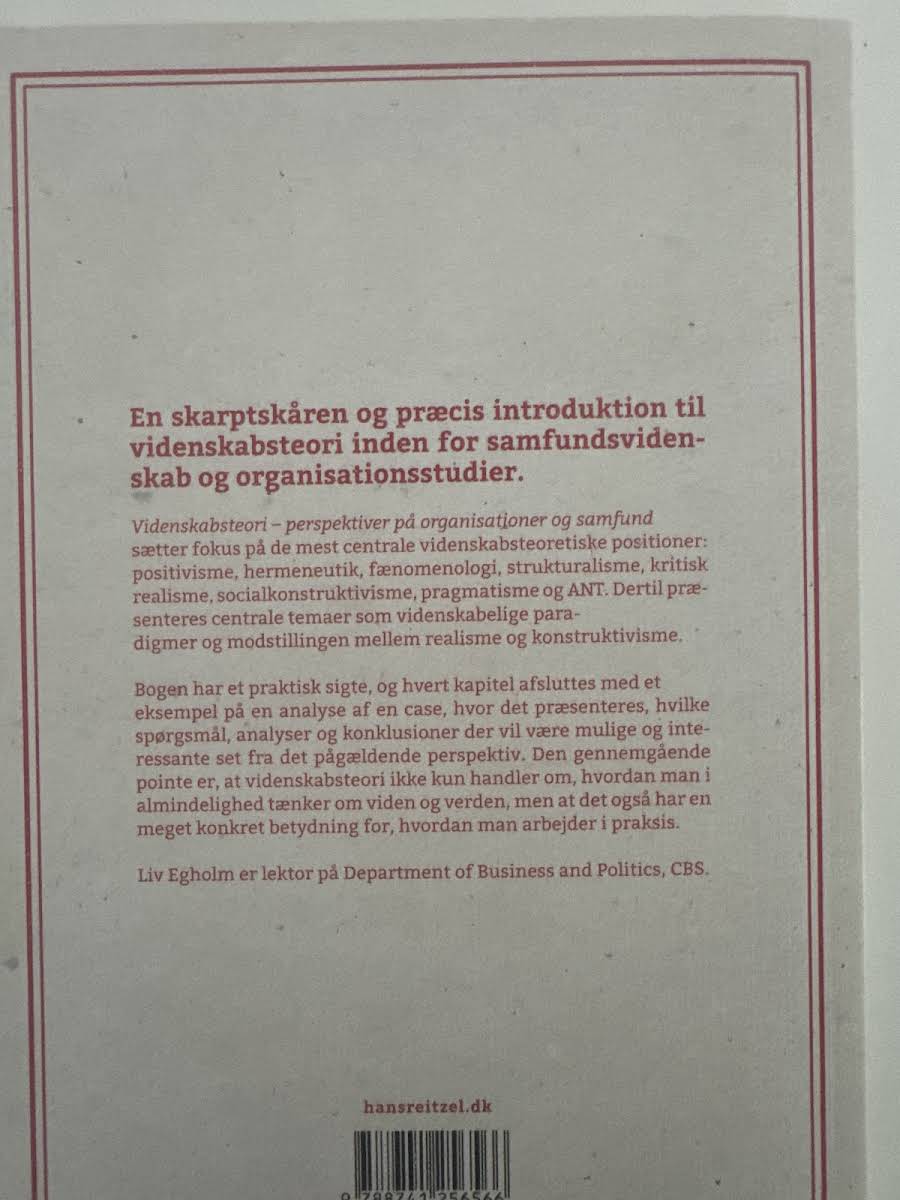 En skarptskåren og præcis introduktion til
videnskabsteori inden for samfundsviden-
skab og organisationsstudier.
Videnskabsteori – perspektiver på organisationer og samfund
sætter fokus på de mest centrale videnskabsteoretiske positioner:
positivisme, hermeneutik, fænomenologi, strukturalisme, kritisk
realisme, socialkonstruktivisme, pragmatisme og ANT. Dertil præ-
senteres centrale temaer som videnskabelige para-
digmer og modstillingen mellem realisme og konstruktivisme.
Bogen har et praktisk sigte, og hvert kapitel afsluttes med et
eksempel på en analyse af en case, hvor det præsenteres, hvilke
spørgsmål, analyser og konklusioner der vil være mulige og inte-
ressante set fra det pågældende perspektiv. Den gennemgående
pointe er, at videnskabsteori ikke kun handler om, hvordan man i
almindelighed tænker om viden og verden, men at det også har en
meget konkret betydning for, hvordan man arbejder i praksis.
Liv Egholm er lektor på Department of Business and Politics, CBS.
hansreitzel.dk
9 788741 256566